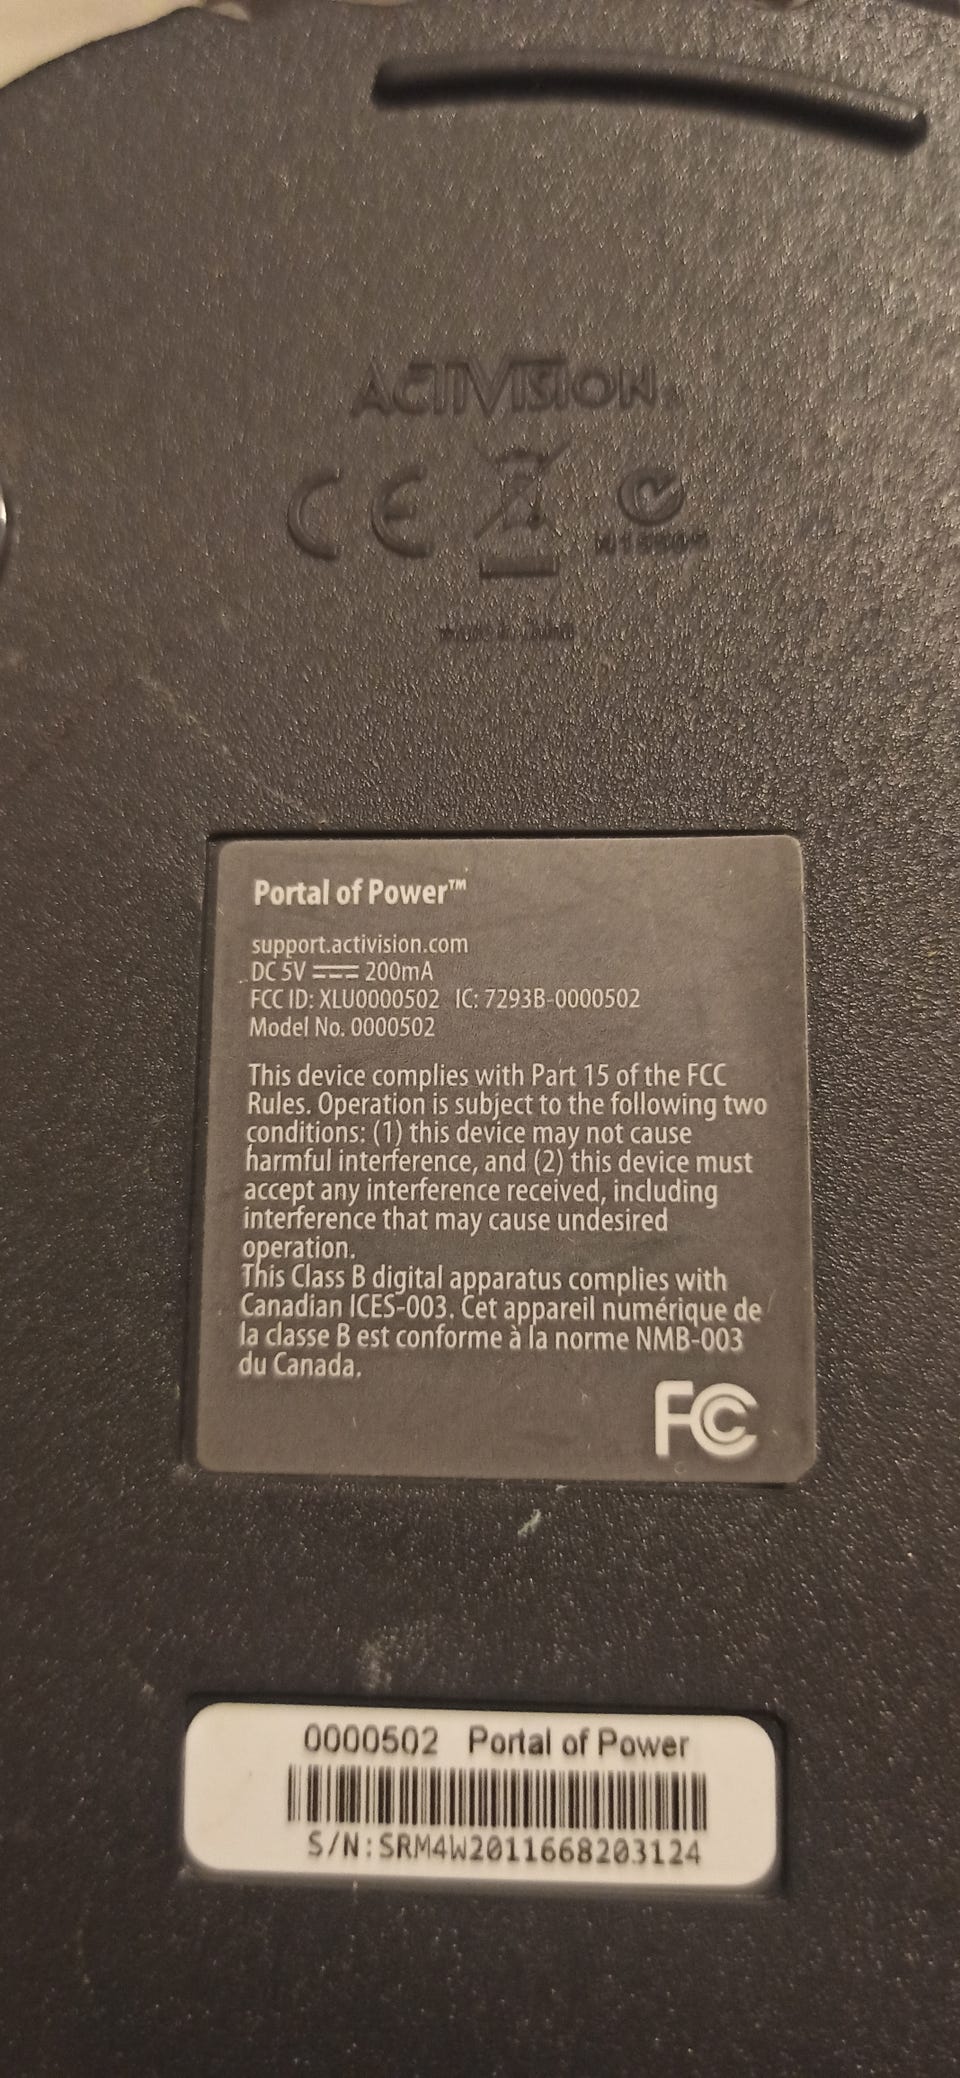 ACTIVISION
CE
made in China
Portal of Power™
support.activision.com
DC 5V 200mA
FCC ID: XLU0000502 IC: 7293B-0000502
Model No. 0000502
This device complies with Part 15 of the FCC
Rules. Operation is subject to the following two
conditions: (1) this device may not cause
harmful interference, and (2) this device must
accept any interference received, including
interference that may cause undesired
operation.
This Class B digital apparatus complies with
Canadian ICES-003. Cet appareil numérique de
la classe B est conforme à la norme NMB-003
du Canada.
FC
0000502 Portal of Power
S/N:SRM4W2011668203124